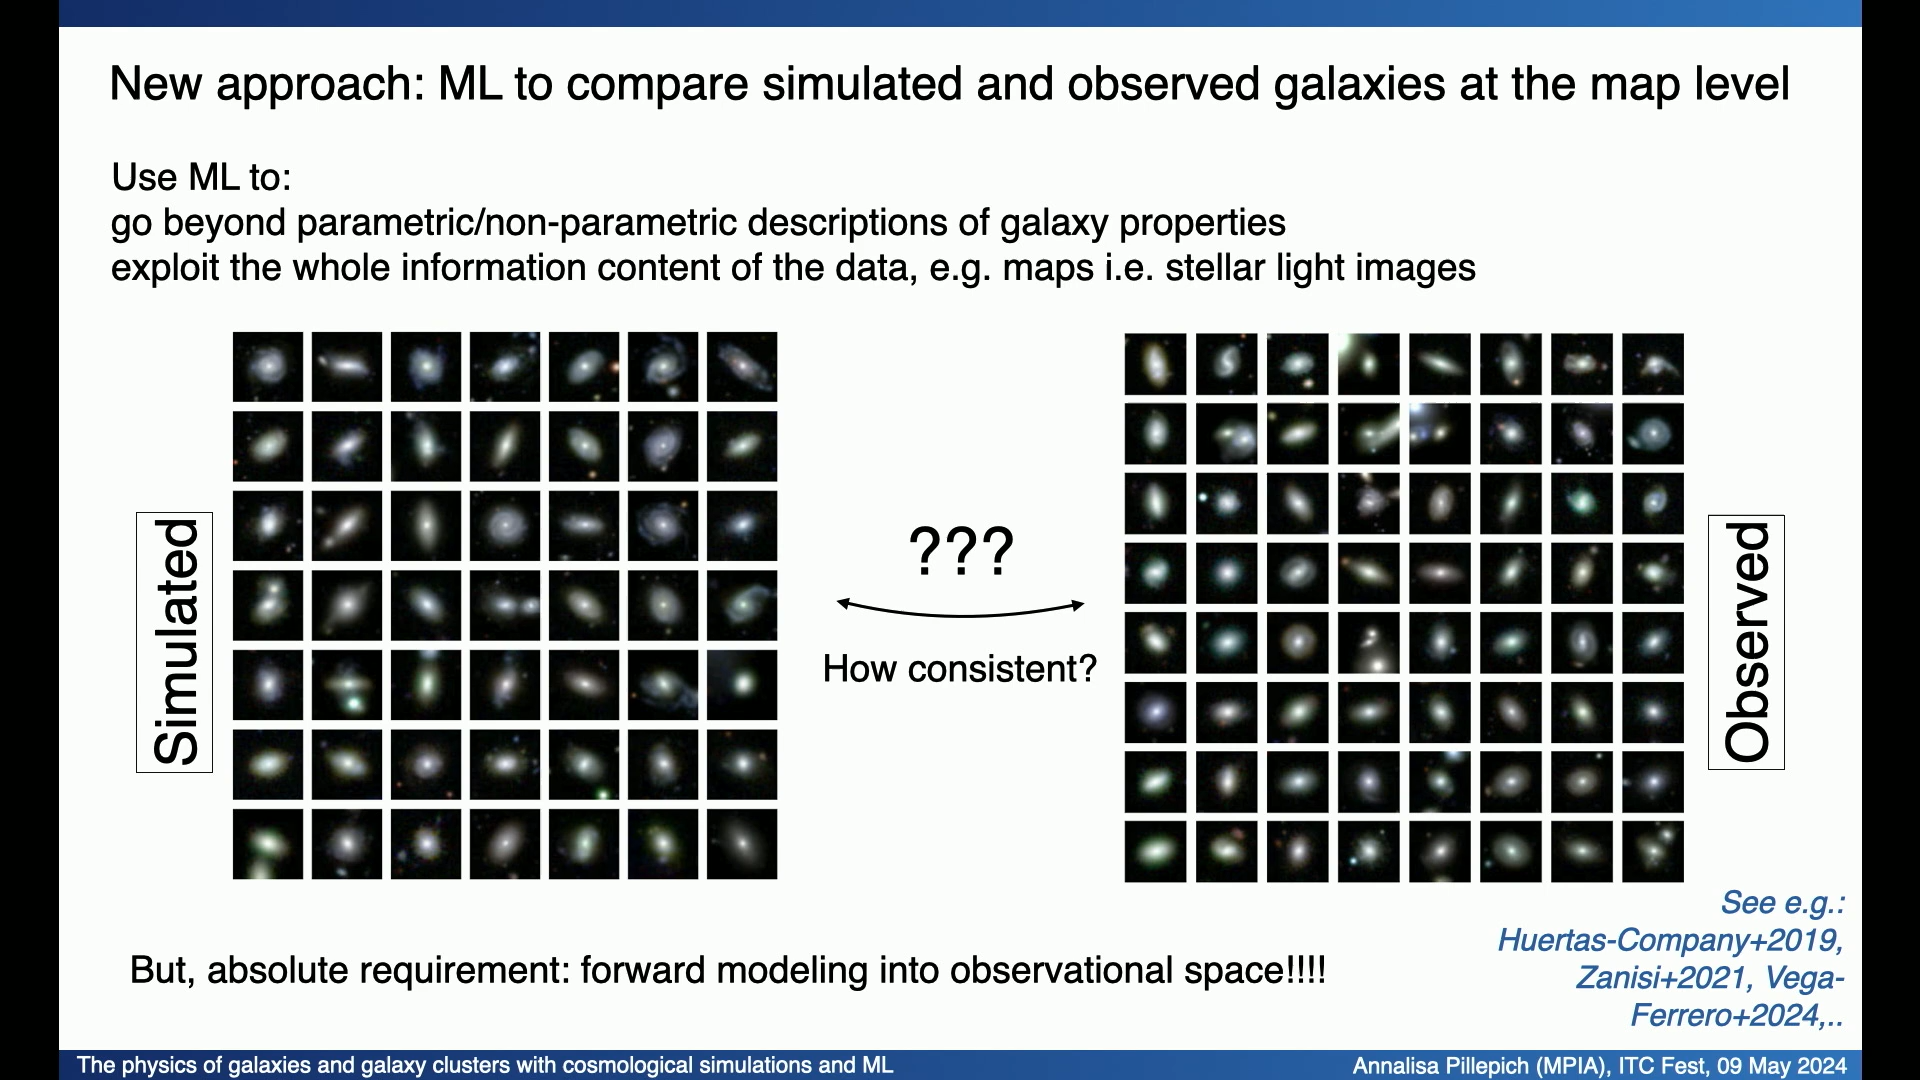 New approach: ML to compare simulated and observed galaxies at the map level
Use ML to:
go beyond parametric/non-parametric descriptions of galaxy properties
exploit the whole information content of the data, e.g. maps i.e. stellar light images
Simulated
???
How consistent?
Observed
See e.g.:
Huertas-Company+2019,
Zanisi+2021, Vega-
Ferrero+2024,..
But, absolute requirement: forward modeling into observational space!!!!
The physics of galaxies and galaxy clusters with cosmological simulations and ML
Annalisa Pillepich (MPIA), ITC Fest, 09 May 2024